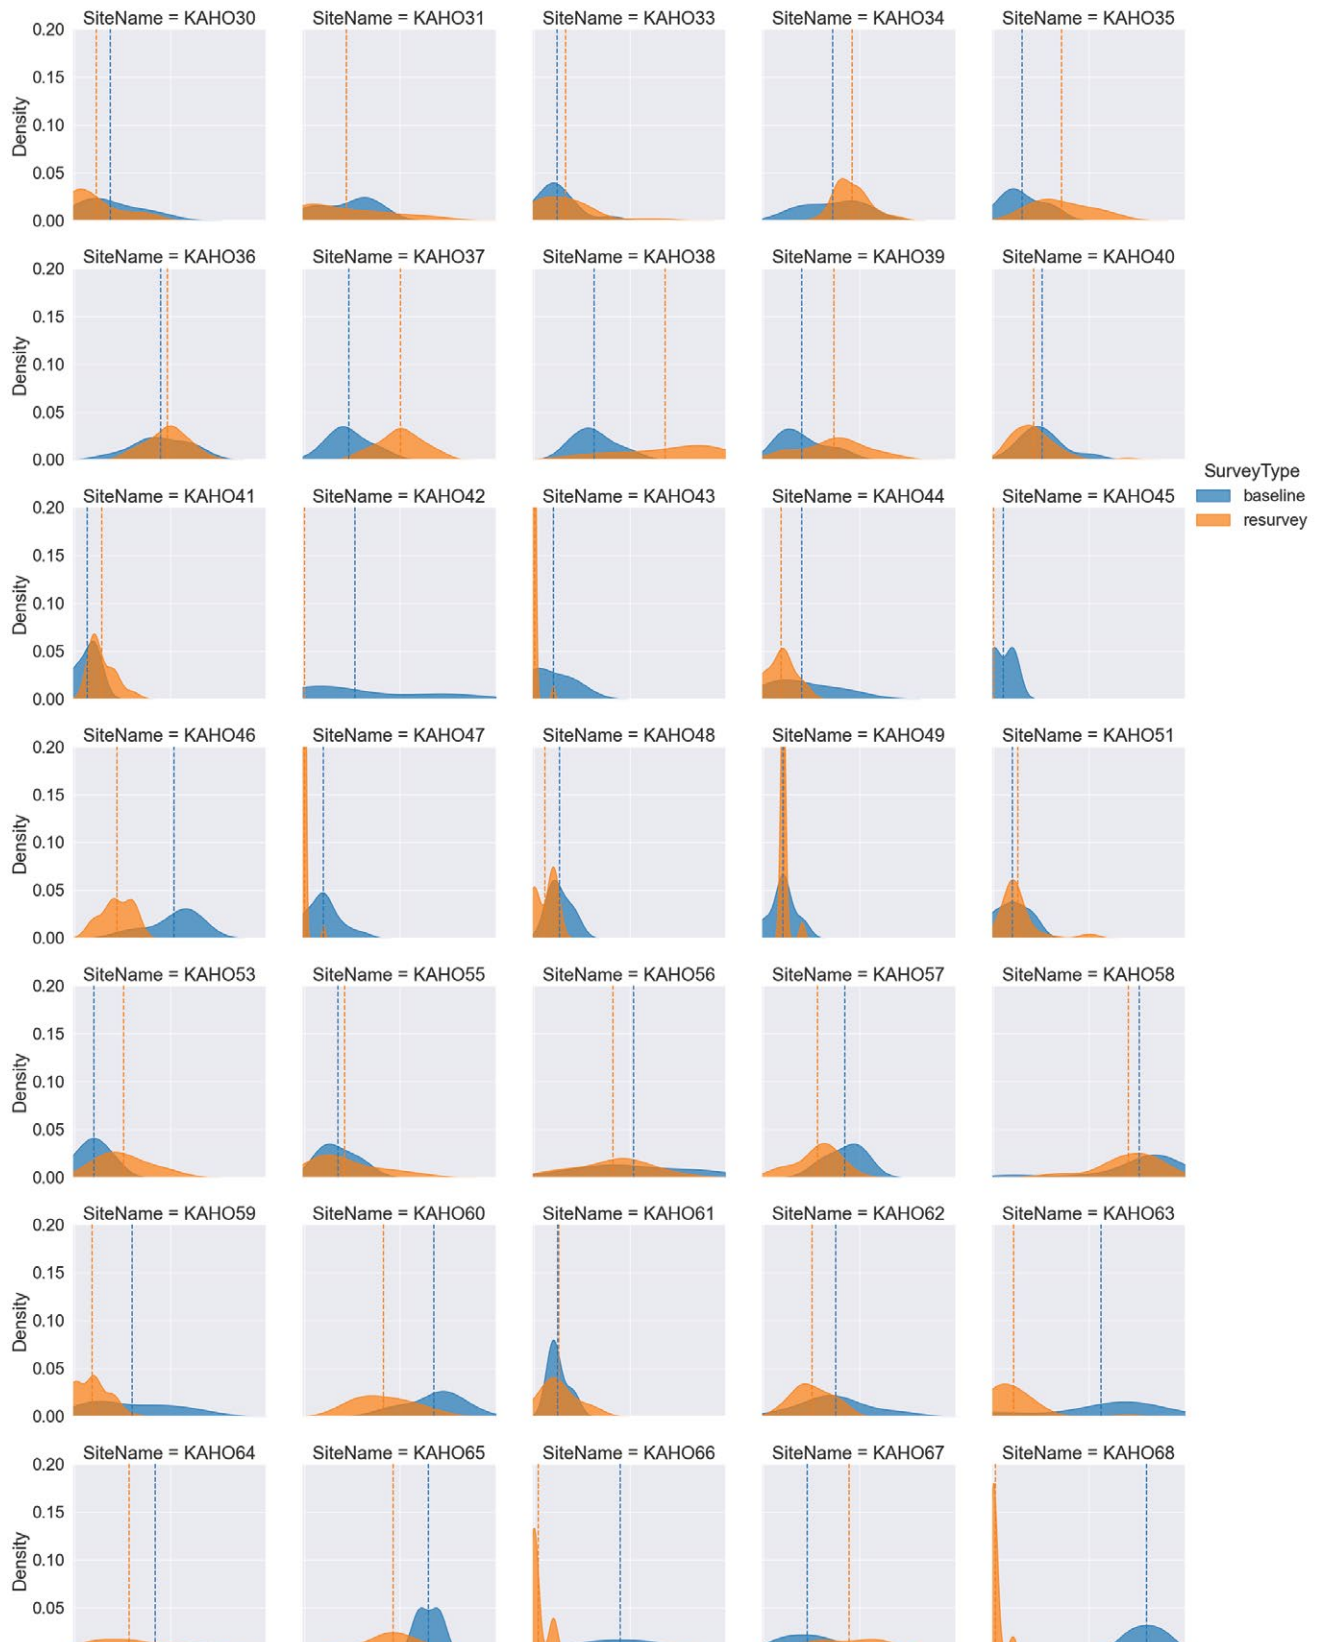 SiteName = KAHO30 SiteName = KAHO31 SiteName = KAHO33 SiteName = KAHO34 SiteName = KAHO35
0.20
0.15
0.10
0.05
0.00
Density
SiteName = KAHO36 SiteName = KAHO37 SiteName = KAHO38 SiteName = KAHO39 SiteName = KAHO40
0.20
0.15
0.10
0.05
0.00
Density
SurveyType
baseline
resurvey
SiteName = KAHO41 SiteName = KAHO42 SiteName = KAHO43 SiteName = KAHO44 SiteName = KAHO45
0.20
0.15
0.10
0.05
0.00
Density
SiteName = KAHO46 SiteName = KAHO47 SiteName = KAHO48 SiteName = KAHO49 SiteName = KAHO51
0.20
0.15
0.10
0.05
0.00
Density
SiteName = KAHO53 SiteName = KAHO55 SiteName = KAHO56 SiteName = KAHO57 SiteName = KAHO58
0.20
0.15
0.10
0.05
0.00
Density
SiteName = KAHO59 SiteName = KAHO60 SiteName = KAHO61 SiteName = KAHO62 SiteName = KAHO63
0.20
0.15
0.10
0.05
0.00
Density
SiteName = KAHO64 SiteName = KAHO65 SiteName = KAHO66 SiteName = KAHO67 SiteName = KAHO68
0.20
0.15
0.10
0.05
Density